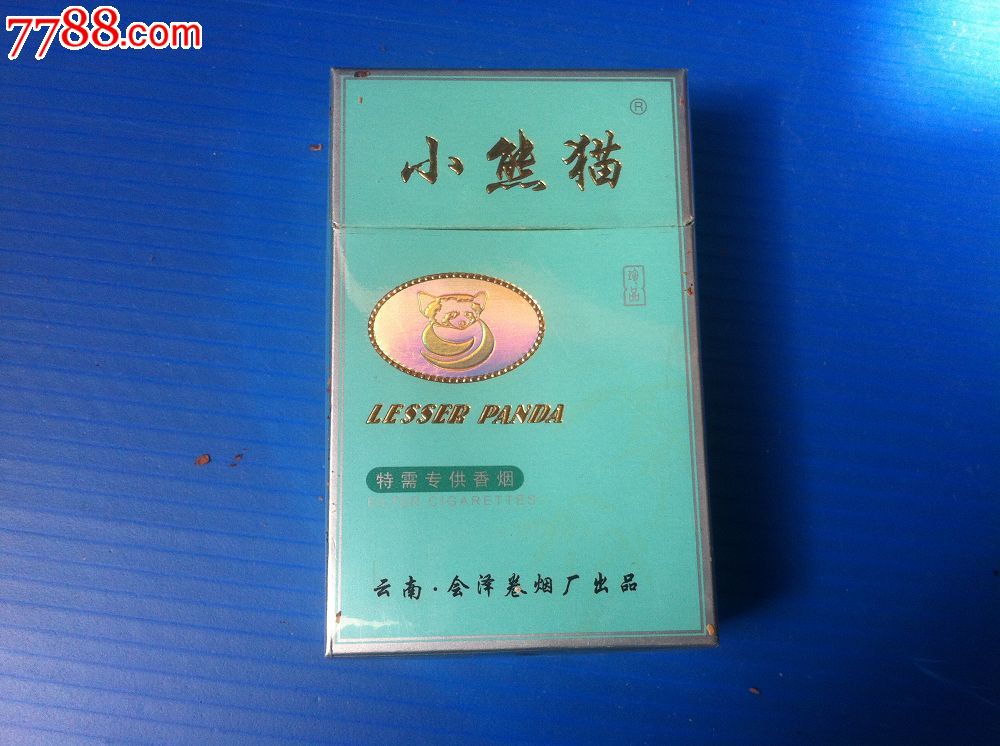 7788.com
®
小熊猫
珍品
LESSER PANDA
特需专供香烟
FILTER CIGARETTES
云南·会泽卷烟厂出品